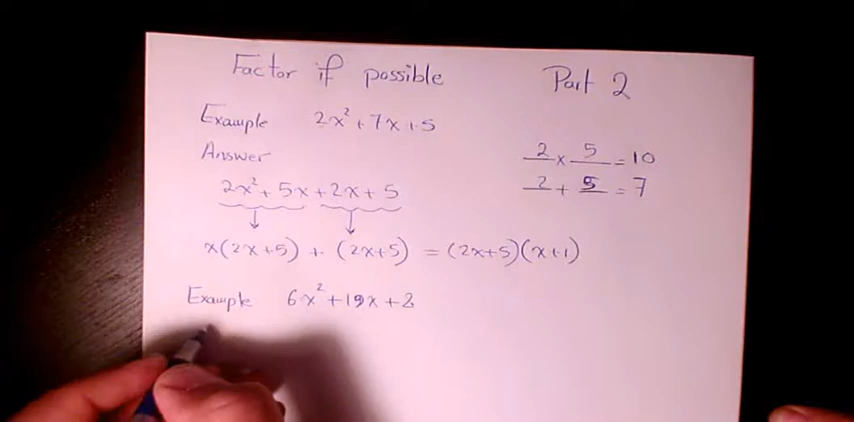 Factor if possible Part 2
Example 2x² + 7x + 5
Answer
2 x 5 = 10
2 + 5 = 7
2x² + 5x + 2x + 5
x(2x+5) + (2x+5) = (2x+5)(x+1)
Example 6x² + 19x + 3